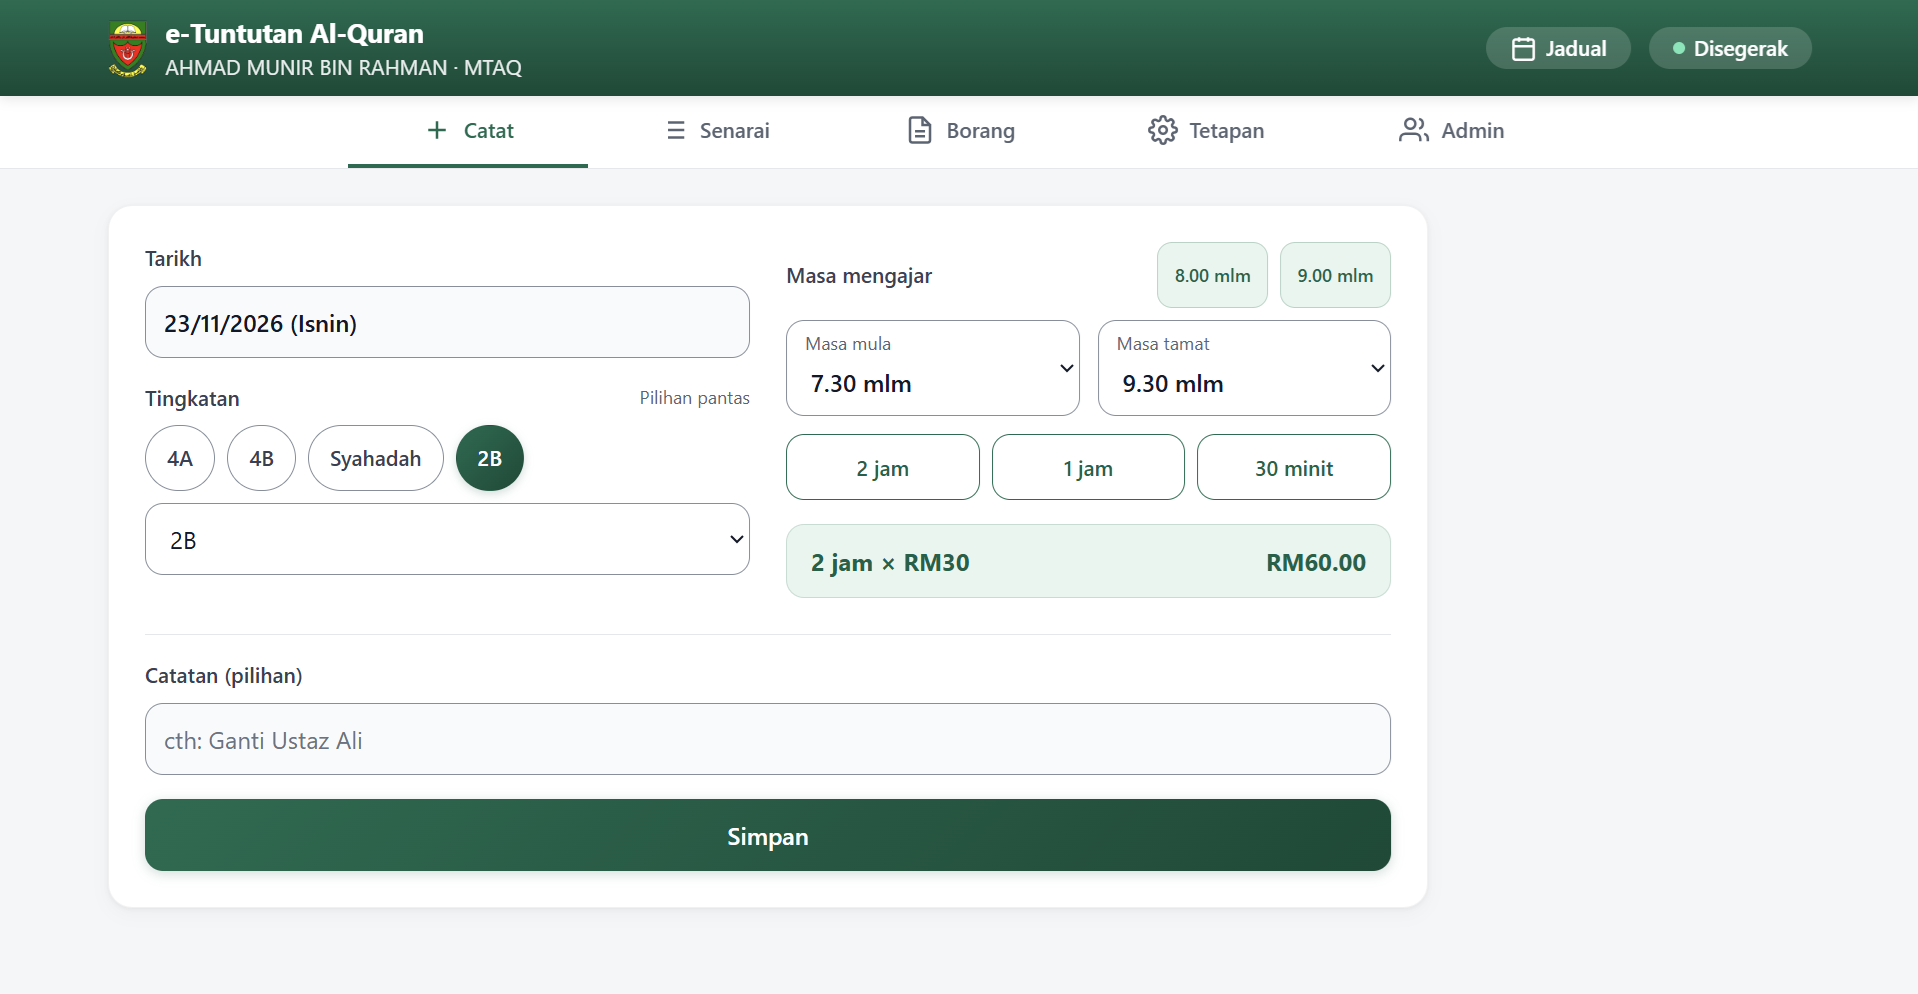 e-Tuntutan Al-Quran
AHMAD MUNIR BIN RAHMAN · MTAQ
Jadual
Disegerak
Catat
Senarai
Borang
Tetapan
Admin
Tarikh
23/11/2026 (Isnin)
Tingkatan
Pilihan pantas
4A
4B
Syahadah
2B
2B
Masa mengajar
8.00 mlm
9.00 mlm
Masa mula
7.30 mlm
Masa tamat
9.30 mlm
2 jam
1 jam
30 minit
2 jam × RM30
RM60.00
Catatan (pilihan)
cth: Ganti Ustaz Ali
Simpan